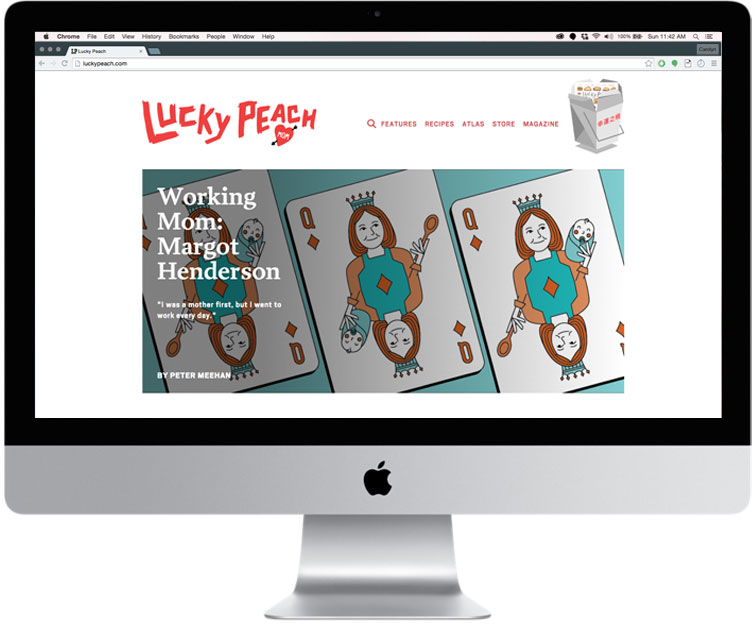 Chrome File Edit View History Bookmarks People Window Help
100% Sun 11:42 AM
Lucky Peach
luckypeach.com
LUCKY PEACH
MOM
FEATURES RECIPES ATLAS STORE MAGAZINE
Working
Mom:
Margot
Henderson
"I was a mother first, but I went to
work every day."
BY PETER MEEHAN
Q
Q
Q
Q